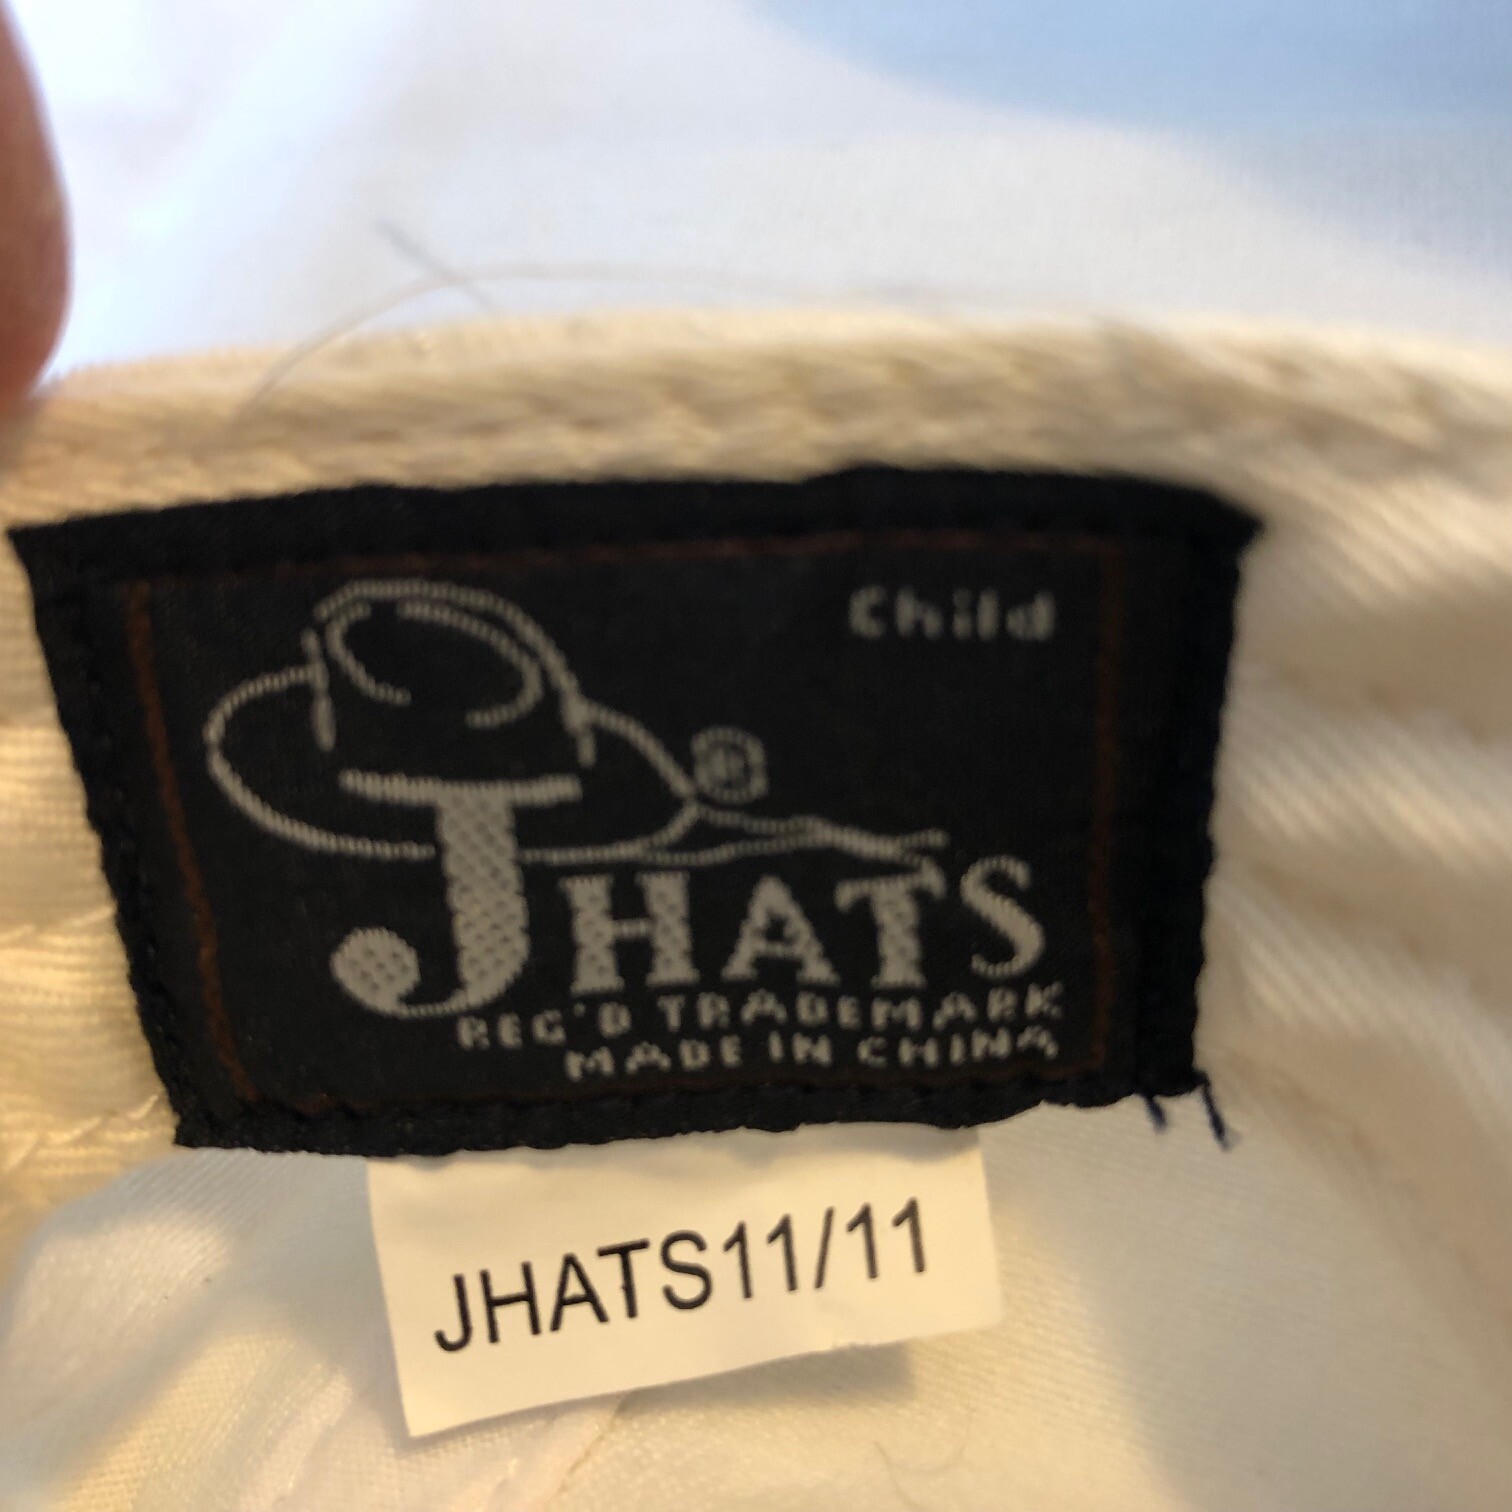 Child
®
JHATS
REG'D TRADEMARK
MADE IN CHINA
JHATS11/11